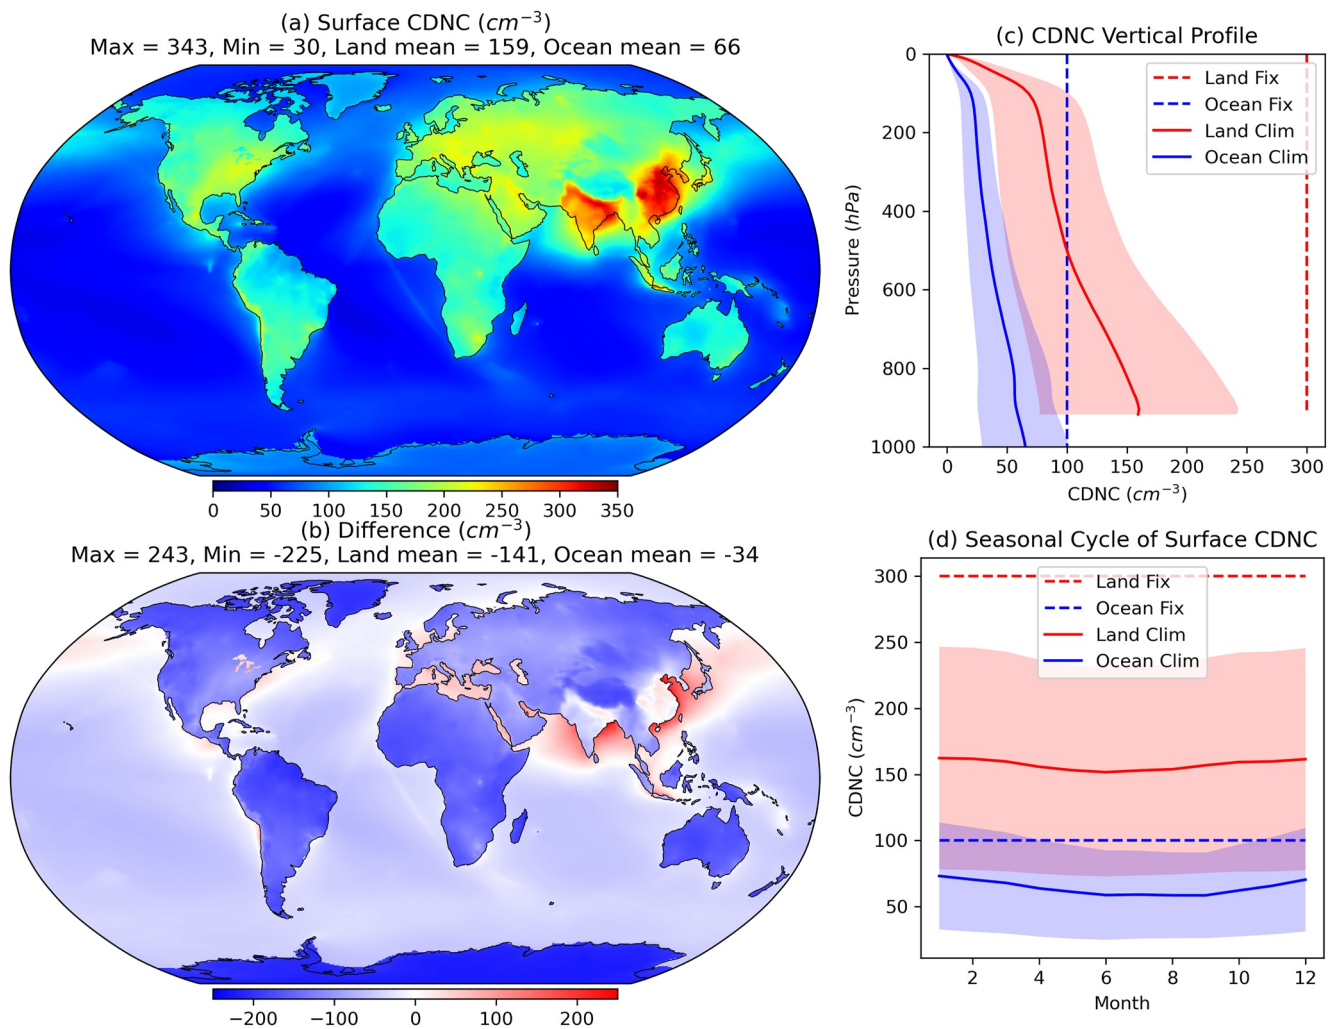 (a) Surface CDNC (cm⁻³)
Max = 343, Min = 30, Land mean = 159, Ocean mean = 66
0 50 100 150 200 250 300 350
(b) Difference (cm⁻³)
Max = 243, Min = -225, Land mean = -141, Ocean mean = -34
−200 −100 0 100 200
(c) CDNC Vertical Profile
Land Fix
Ocean Fix
Land Clim
Ocean Clim
0
200
400
600
800
1000
Pressure (hPa)
0 50 100 150 200 250 300
CDNC (cm⁻³)
(d) Seasonal Cycle of Surface CDNC
Land Fix
Ocean Fix
Land Clim
Ocean Clim
300
250
200
150
100
50
CDNC (cm⁻³)
2 4 6 8 10 12
Month